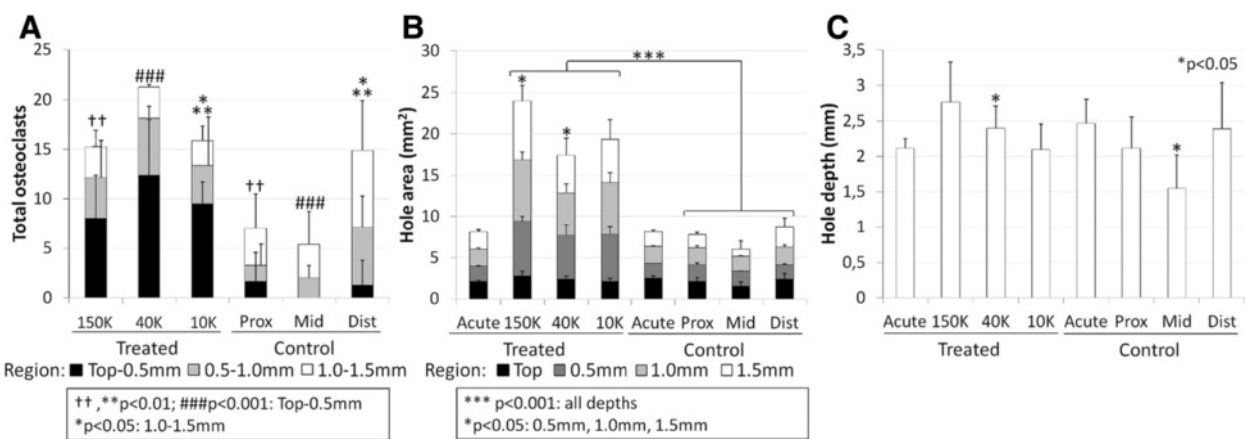 A
Total osteoclasts
25
20
15
10
5
0
††
###
*
**
††
###
*
**
150K 40K 10K Prox Mid Dist
Treated Control
Region: Top-0.5mm 0.5-1.0mm 1.0-1.5mm
†† ,**p<0.01; ###p<0.001: Top-0.5mm
*p<0.05: 1.0-1.5mm
B
Hole area (mm²)
30
25
20
15
10
5
0
***
*
*
Acute 150K 40K 10K Acute Prox Mid Dist
Treated Control
Region: Top 0.5mm 1.0mm 1.5mm
*** p<0.001: all depths
*p<0.05: 0.5mm, 1.0mm, 1.5mm
C
Hole depth (mm)
3,5
3
2,5
2
1,5
1
0,5
0
*p<0.05
*
*
Acute 150K 40K 10K Acute Prox Mid Dist
Treated Control